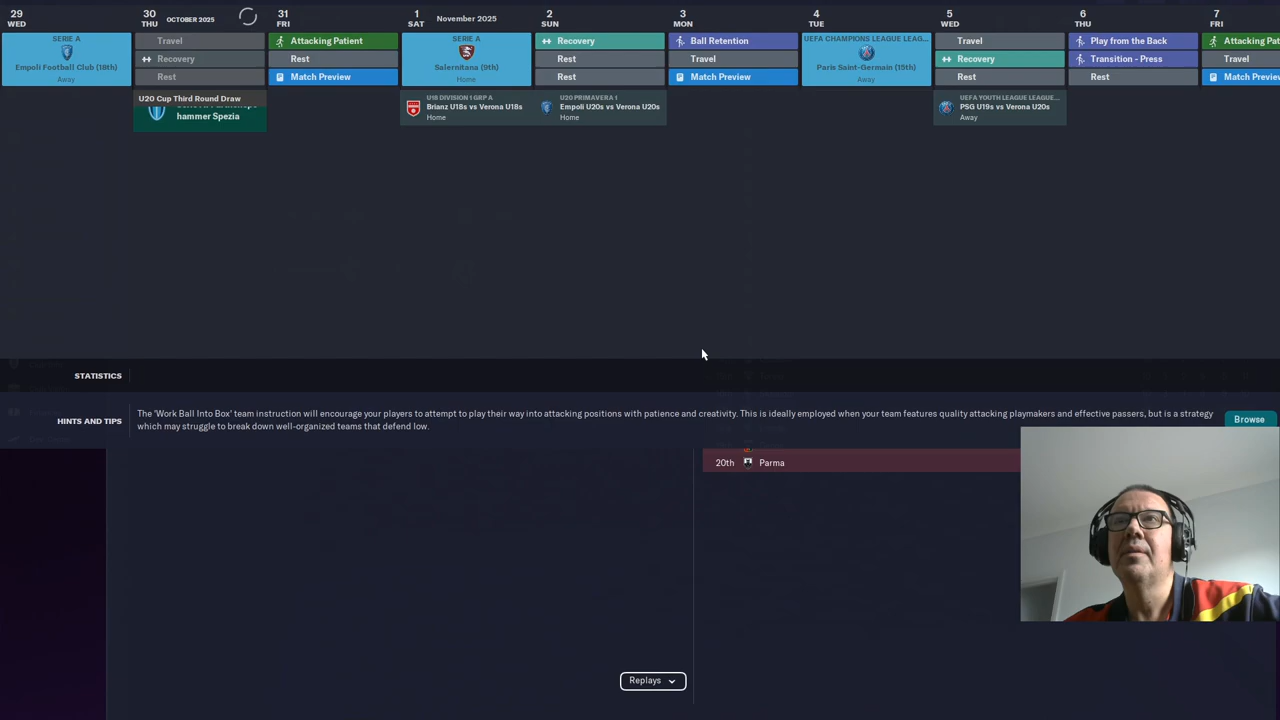 29
WED
30
THU
OCTOBER 2025
31
FRI
1
SAT
November 2025
2
SUN
3
MON
4
TUE
5
WED
6
THU
7
FRI
SERIE A
Empoli Football Club (18th)
Away
Travel
Recovery
Rest
Attacking Patient
Rest
Match Preview
SERIE A
Salernitana (9th)
Home
Recovery
Rest
Rest
Ball Retention
Travel
Match Preview
UEFA CHAMPIONS LEAGUE LEAG...
Paris Saint-Germain (15th)
Away
Travel
Recovery
Rest
Play from the Back
Transition - Press
Rest
Attacking Pat
Travel
Match Preview
U20 Cup Third Round Draw
hammer Spezia
U18 DIVISION 1 GRP A
Brianz U18s vs Verona U18s
Home
U20 PRIMAVERA 1
Empoli U20s vs Verona U20s
Home
UEFA YOUTH LEAGUE LEAGUE...
PSG U19s vs Verona U20s
Away
STATISTICS
HINTS AND TIPS
The 'Work Ball Into Box' team instruction will encourage your players to attempt to play their way into attacking positions with patience and creativity. This is ideally employed when your team features quality attacking playmakers and effective passers, but is a strategy
which may struggle to break down well-organized teams that defend low.
Browse
20th
Parma
Replays